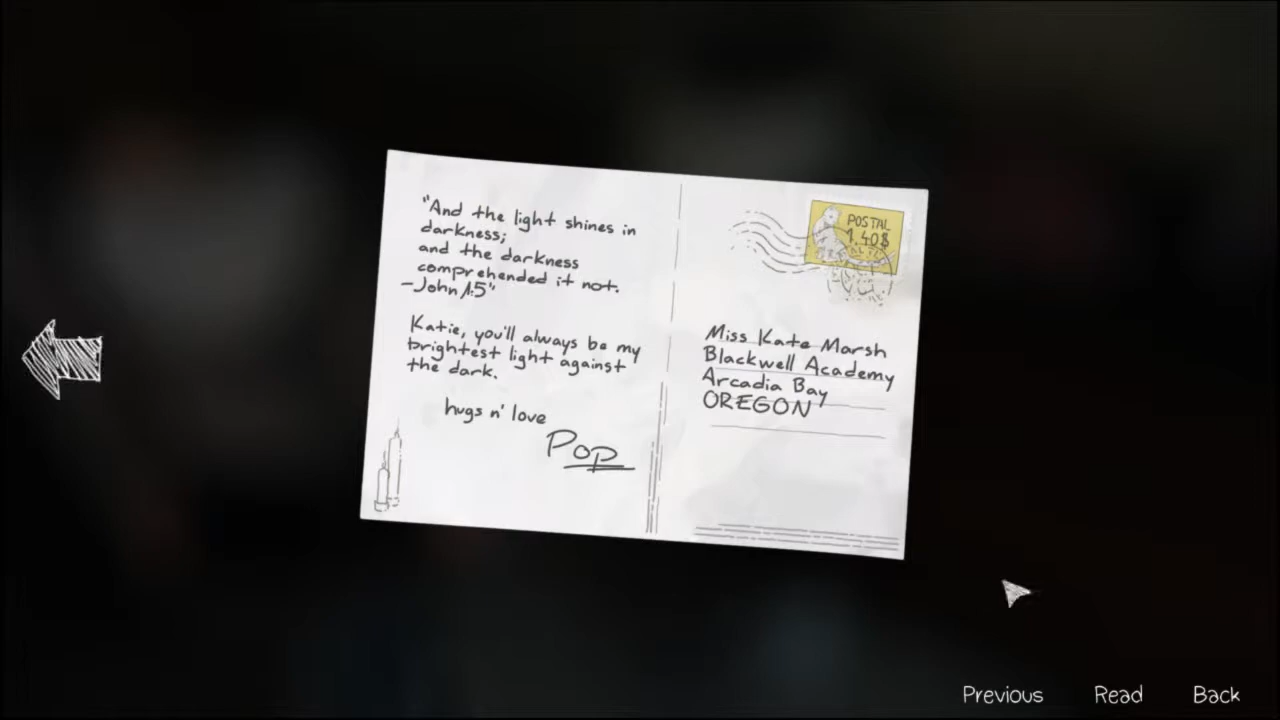 "And the light shines in
darkness;
and the darkness
comprehended it not.
-John 1:5"
Katie, you'll always be my
brightest light against
the dark.
hugs n' love
Pop
POSTAL
1.40$
Miss Kate Marsh
Blackwell Academy
Arcadia Bay
OREGON
Previous
Read
Back